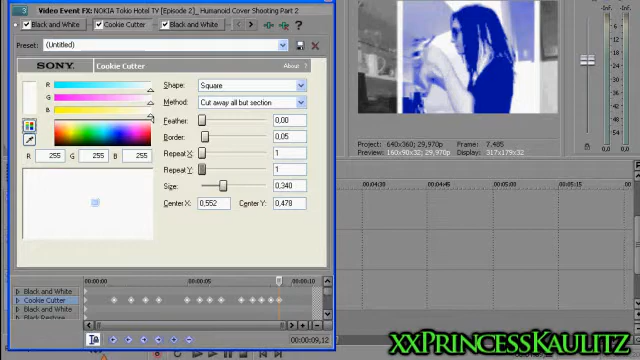 Video Event FX: NOKIA-Tokio Hotel TV [Episode 2]_ Humanoid Cover Shooting Part 2
Black and White
Cookie Cutter
Black and White
Preset: (Untitled)
SONY. Cookie Cutter About ?
R
G
B
R 255 G 255 B 255
Shape: Square
Method: Cut away all but section
Feather: 0,00
Border: 0,05
Repeat X: 1
Repeat Y: 1
Size: 0,340
Center X: 0,552 Center Y: 0,478
Project: 640x360; 29,970p Frame: 7.485
Preview: 160x90x32; 29,970p Display: 317x179x32
-Inf. -Inf.
00:04:30 00:04:45 00:05:00 00:05:15
00:00:00 00:00:05 00:00:10
Black and White
Cookie Cutter
Black and White
Black Restore
00:00:09,12
xxPrincessKaulitz